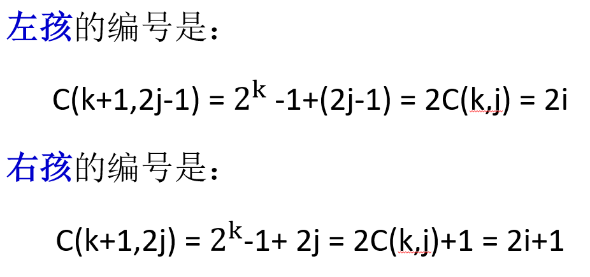 左孩的编号是：
C(k+1,2j-1) = 2ᵏ -1+(2j-1) = 2C(k,j) = 2i
右孩的编号是：
C(k+1,2j) = 2ᵏ-1+ 2j = 2C(k,j)+1 = 2i+1